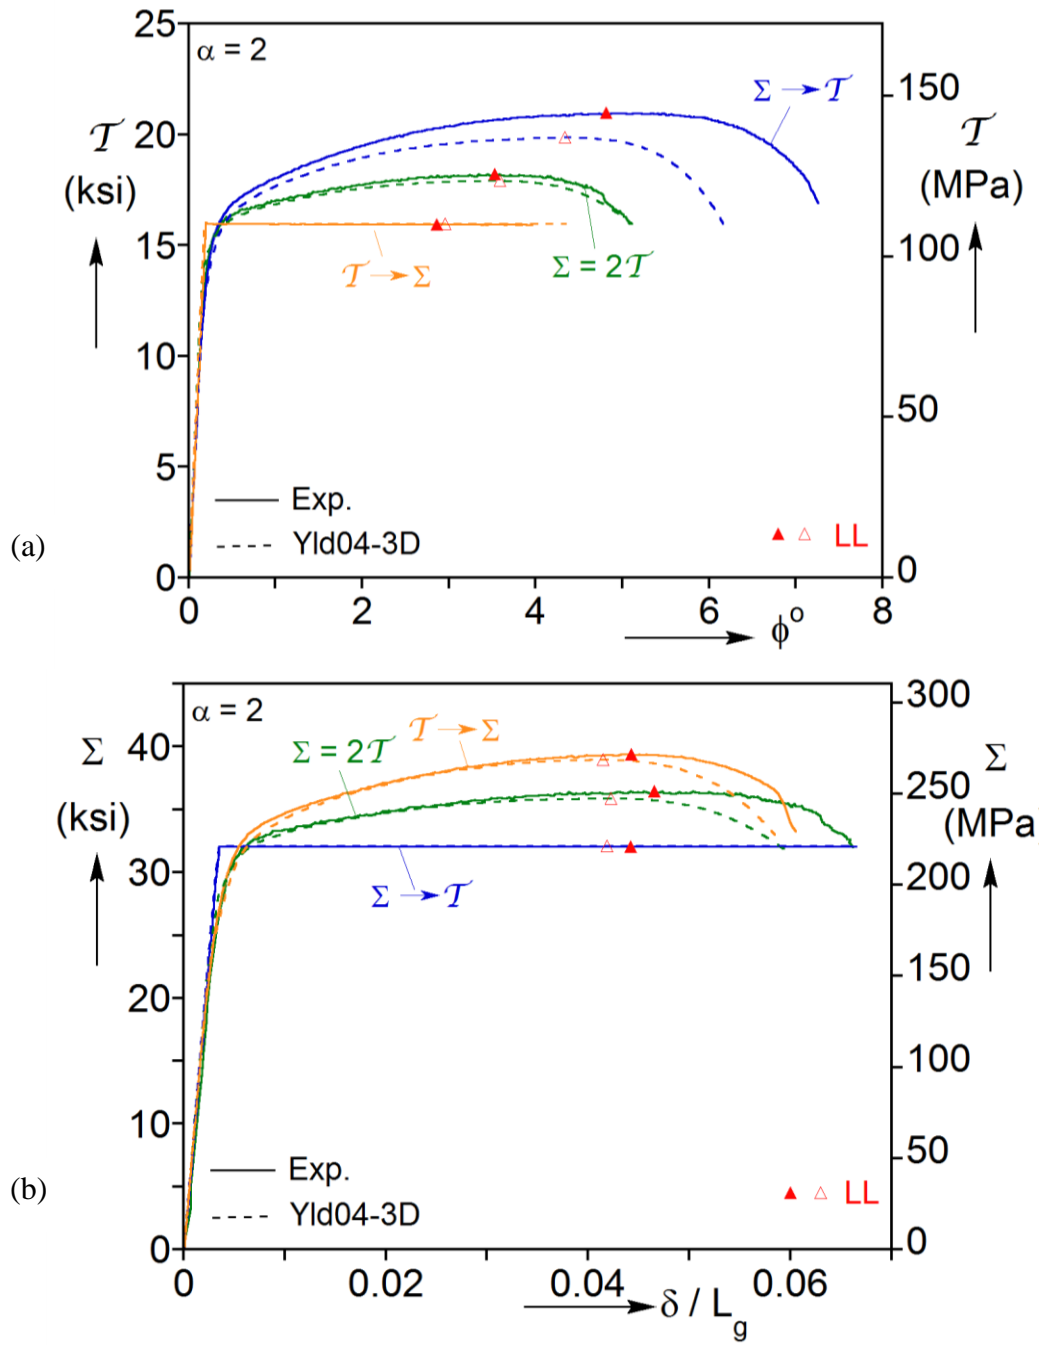 25
α = 2
Σ → 𝒯
150
𝒯
20
𝒯
(ksi)
(MPa)
15
100
𝒯 → Σ
Σ = 2𝒯
10
50
5
Exp.
(a)
Yld04-3D
LL
0
0
0
2
4
6
8
ϕ°
α = 2
300
𝒯 → Σ
Σ
40
Σ = 2𝒯
Σ
(ksi)
250
(MPa
30
200
Σ → 𝒯
150
20
100
10
50
Exp.
(b)
LL
Yld04-3D
0
0
0
0.02
0.04
0.06
δ / Lg